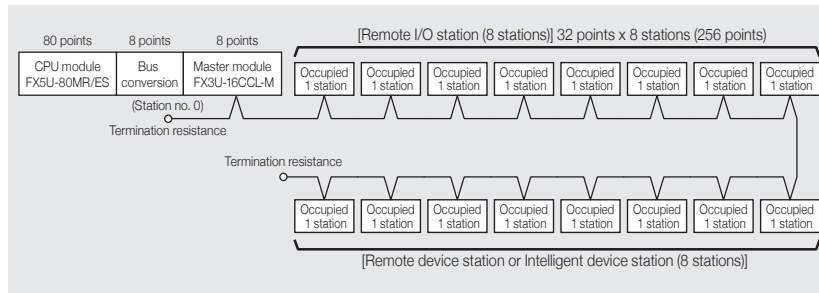 [Remote I/O station (8 stations)] 32 points x 8 stations (256 points)
80 points 8 points 8 points
CPU module
FX5U-80MR/ES
Bus
conversion
Master module
FX3U-16CCL-M
Occupied
1 station
Occupied
1 station
Occupied
1 station
Occupied
1 station
Occupied
1 station
Occupied
1 station
Occupied
1 station
Occupied
1 station
(Station no. 0)
Termination resistance
Termination resistance
Occupied
1 station
Occupied
1 station
Occupied
1 station
Occupied
1 station
Occupied
1 station
Occupied
1 station
Occupied
1 station
Occupied
1 station
[Remote device station or Intelligent device station (8 stations)]